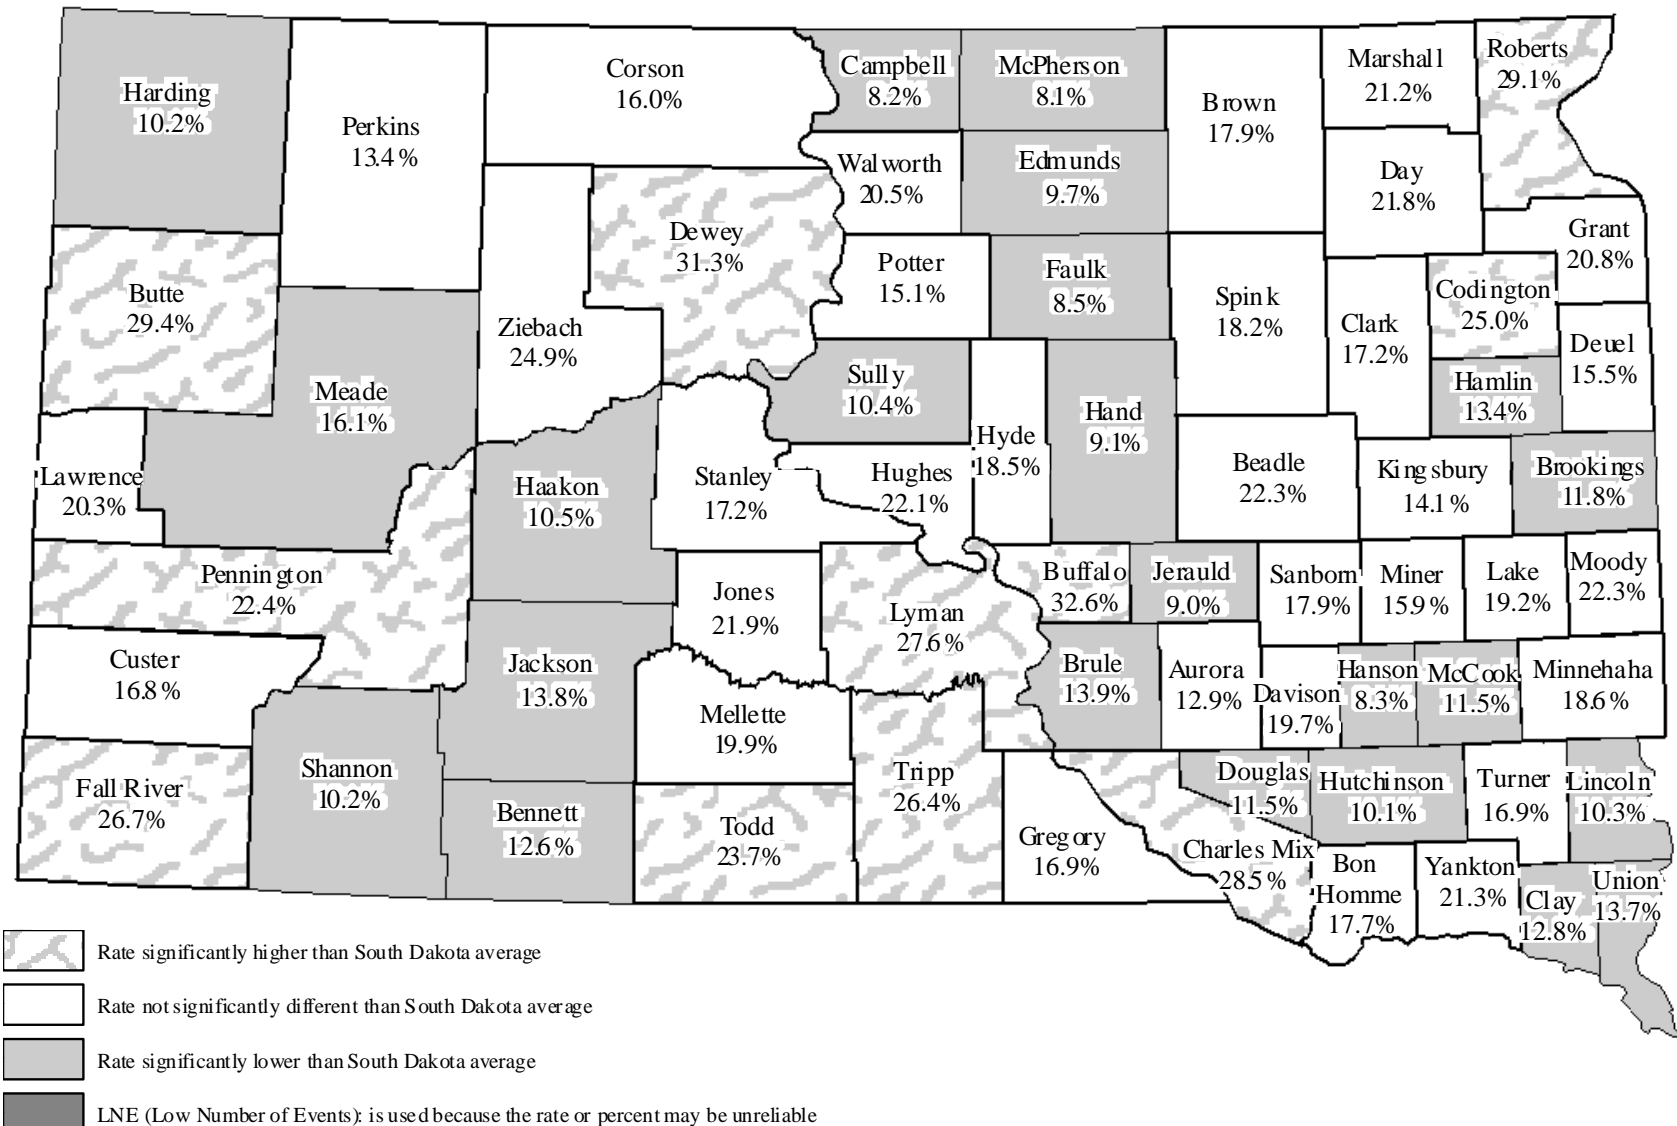 Harding
10.2%
Perkins
13.4%
Corson
16.0%
Campbell
8.2%
McPherson
8.1%
Brown
17.9%
Marshall
21.2%
Roberts
29.1%
Walworth
20.5%
Edmunds
9.7%
Day
21.8%
Grant
20.8%
Butte
29.4%
Dewey
31.3%
Ziebach
24.9%
Potter
15.1%
Faulk
8.5%
Spink
18.2%
Clark
17.2%
Codington
25.0%
Deuel
15.5%
Meade
16.1%
Sully
10.4%
Hyde
18.5%
Hand
9.1%
Hamlin
13.4%
Lawrence
20.3%
Haakon
10.5%
Stanley
17.2%
Hughes
22.1%
Beadle
22.3%
Kingsbury
14.1%
Brookings
11.8%
Pennington
22.4%
Jones
21.9%
Lyman
27.6%
Buffalo
32.6%
Jerauld
9.0%
Sanborn
17.9%
Miner
15.9%
Lake
19.2%
Moody
22.3%
Custer
16.8%
Jackson
13.8%
Mellette
19.9%
Brule
13.9%
Aurora
12.9%
Davison
19.7%
Hanson
8.3%
McCook
11.5%
Minnehaha
18.6%
Fall River
26.7%
Shannon
10.2%
Bennett
12.6%
Todd
23.7%
Tripp
26.4%
Gregory
16.9%
Charles Mix
28.5%
Douglas
11.5%
Hutchinson
10.1%
Turner
16.9%
Lincoln
10.3%
Bon
Homme
17.7%
Yankton
21.3%
Clay
12.8%
Union
13.7%
Rate significantly higher than South Dakota average
Rate not significantly different than South Dakota average
Rate significantly lower than South Dakota average
LNE (Low Number of Events): is used because the rate or percent may be unreliable